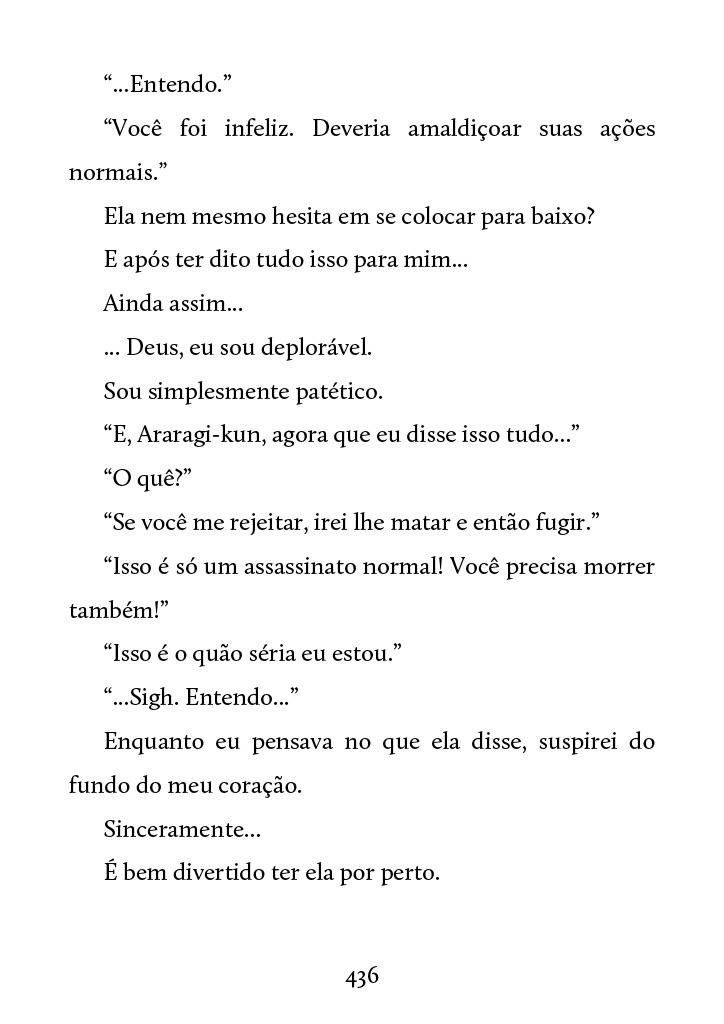 “...Entendo.”
“Você foi infeliz. Deveria amaldiçoar suas ações
normais.”
Ela nem mesmo hesita em se colocar para baixo?
E após ter dito tudo isso para mim...
Ainda assim...
... Deus, eu sou deplorável.
Sou simplesmente patético.
“E, Araragi-kun, agora que eu disse isso tudo...”
“O quê?”
“Se você me rejeitar, irei lhe matar e então fugir.”
“Isso é só um assassinato normal! Você precisa morrer
também!”
“Isso é o quão séria eu estou.”
“...Sigh. Entendo...”
Enquanto eu pensava no que ela disse, suspirei do
fundo do meu coração.
Sinceramente...
É bem divertido ter ela por perto.
436